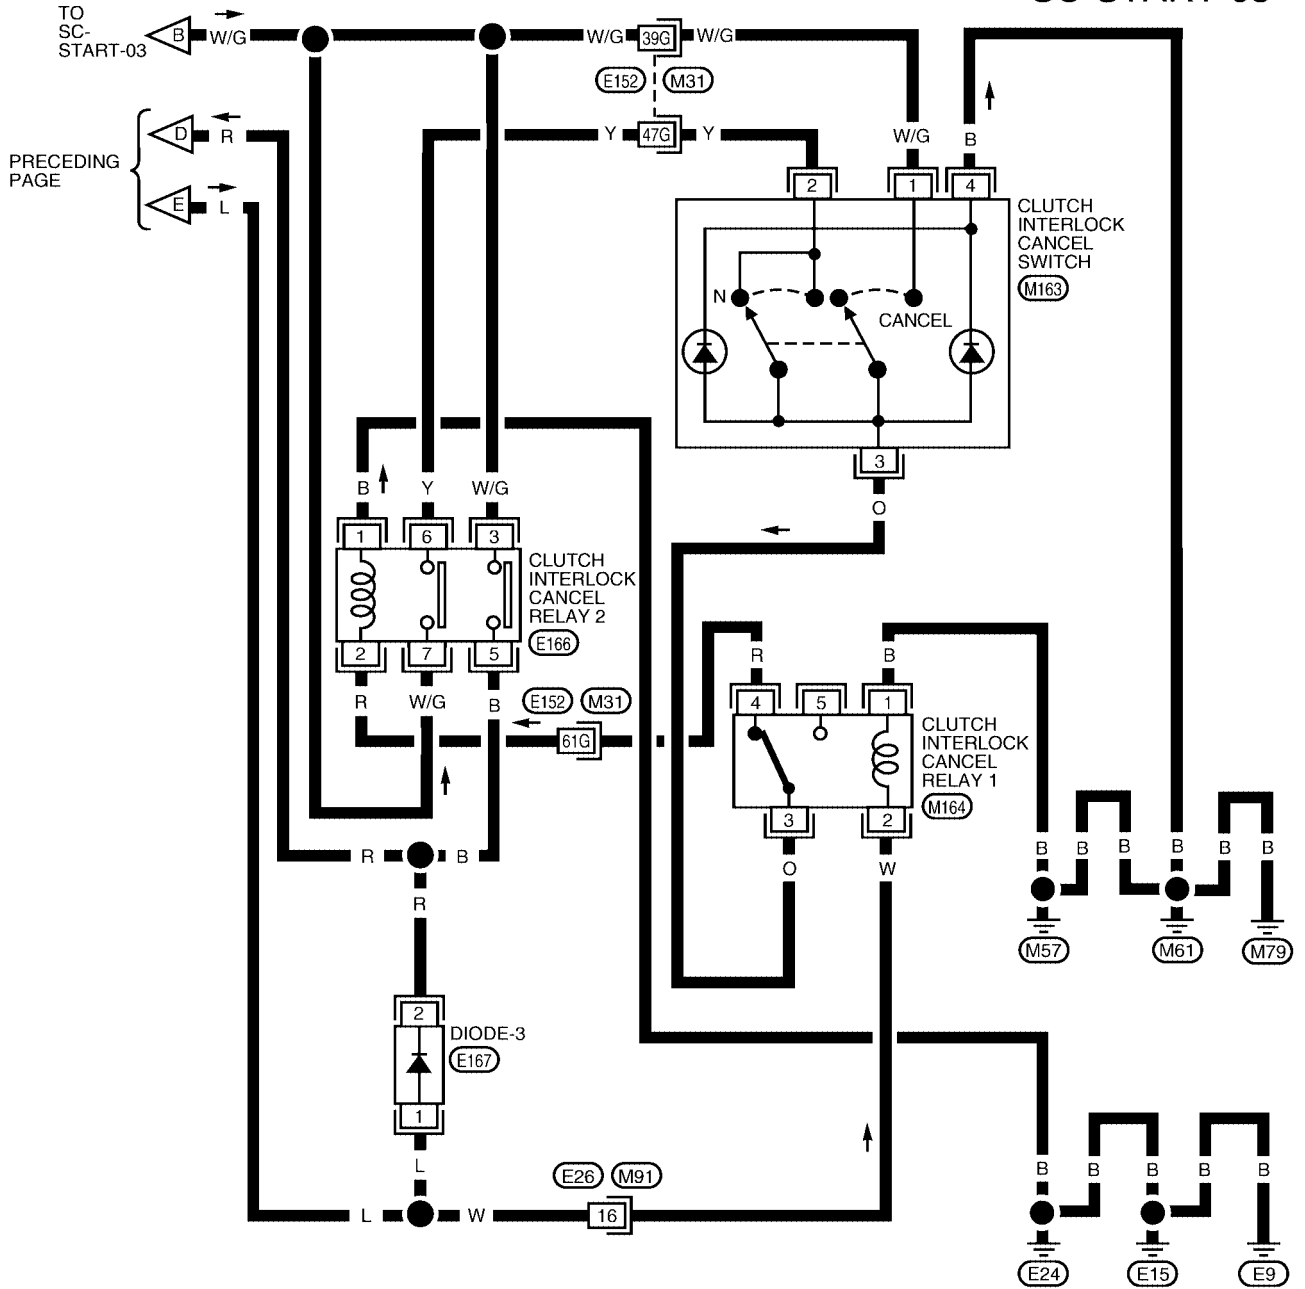 TO
SC-
START-03
B
W/G
W/G
39G
W/G
E152
M31
D
R
Y
47G
Y
W/G
B
PRECEDING
PAGE
E
L
2
1
4
CLUTCH
INTERLOCK
CANCEL
SWITCH
M163
N
CANCEL
3
B
Y
W/G
O
1
6
3
CLUTCH
INTERLOCK
CANCEL
RELAY 2
E166
2
7
5
R
W/G
B
E152
M31
61G
R
B
4
5
1
CLUTCH
INTERLOCK
CANCEL
RELAY 1
M164
3
2
R
B
O
W
B
B
B
B
B
B
R
M57
M61
M79
2
DIODE-3
E167
1
L
E26
M91
B
B
B
B
B
L
W
16
E24
E15
E9